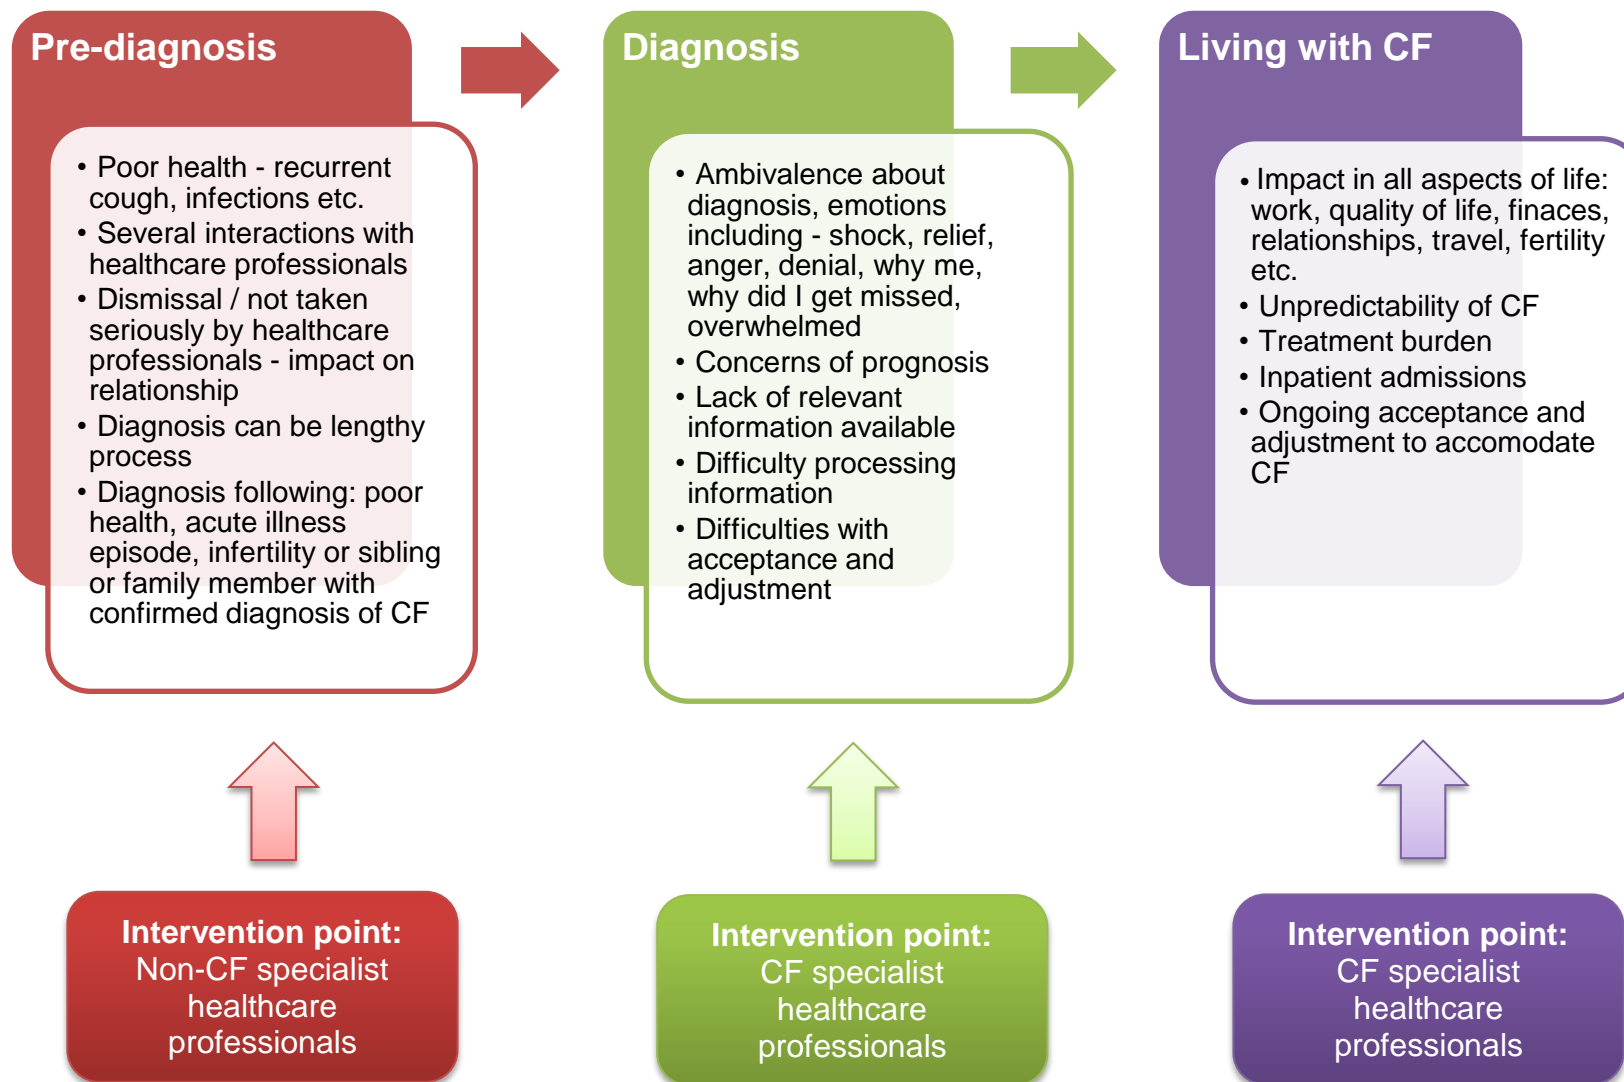 Pre-diagnosis
• Poor health - recurrent
cough, infections etc.
• Several interactions with
healthcare professionals
• Dismissal / not taken
seriously by healthcare
professionals - impact on
relationship
• Diagnosis can be lengthy
process
• Diagnosis following: poor
health, acute illness
episode, infertility or sibling
or family member with
confirmed diagnosis of CF
Diagnosis
• Ambivalence about
diagnosis, emotions
including - shock, relief,
anger, denial, why me,
why did I get missed,
overwhelmed
• Concerns of prognosis
• Lack of relevant
information available
• Difficulty processing
information
• Difficulties with
acceptance and
adjustment
Living with CF
• Impact in all aspects of life:
work, quality of life, finaces,
relationships, travel, fertility
etc.
• Unpredictability of CF
• Treatment burden
• Inpatient admissions
• Ongoing acceptance and
adjustment to accomodate
CF
Intervention point:
Non-CF specialist
healthcare
professionals
Intervention point:
CF specialist
healthcare
professionals
Intervention point:
CF specialist
healthcare
professionals